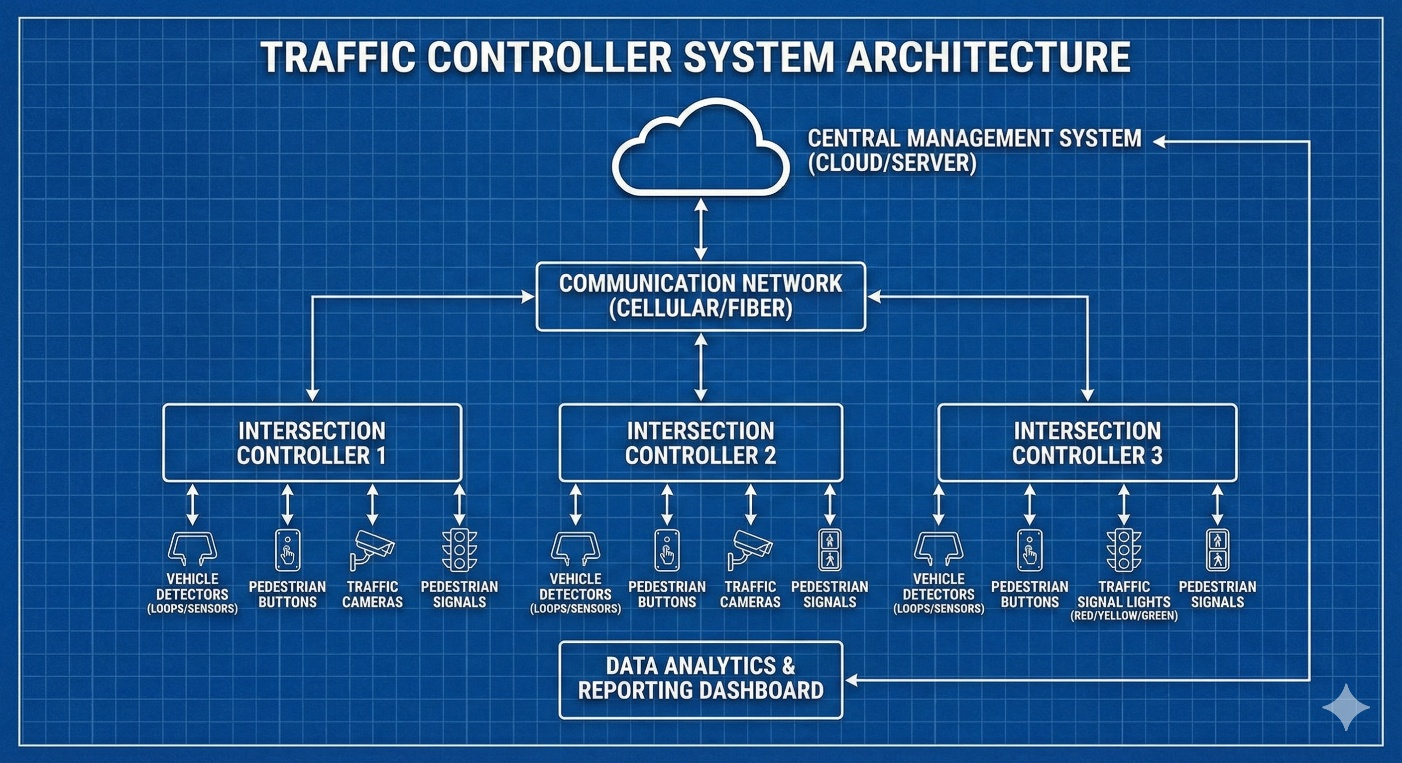 TRAFFIC CONTROLLER SYSTEM ARCHITECTURE
CENTRAL MANAGEMENT SYSTEM
(CLOUD/SERVER)
COMMUNICATION NETWORK
(CELLULAR/FIBER)
INTERSECTION
CONTROLLER 1
INTERSECTION
CONTROLLER 2
INTERSECTION
CONTROLLER 3
VEHICLE
DETECTORS
(LOOPS/SENSORS)
PEDESTRIAN
BUTTONS
TRAFFIC
CAMERAS
PEDESTRIAN
SIGNALS
VEHICLE
DETECTORS
(LOOPS/SENSORS)
PEDESTRIAN
BUTTONS
TRAFFIC
CAMERAS
PEDESTRIAN
SIGNALS
VEHICLE
DETECTORS
(LOOPS/SENSORS)
PEDESTRIAN
BUTTONS
TRAFFIC
SIGNAL LIGHTS
(RED/YELLOW/GREEN)
PEDESTRIAN
SIGNALS
DATA ANALYTICS &
REPORTING DASHBOARD